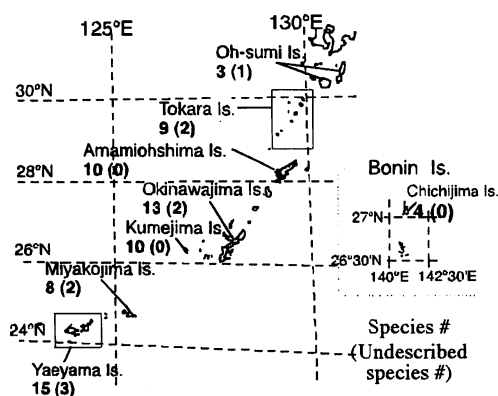 125°E
130°E
Oh-sumi Is.
3 (1)
30°N
Tokara Is.
9 (2)
Amamiohshima Is.
10 (0)
28°N
Bonin Is.
Okinawajima Is.
13 (2)
Chichijima Is.
4 (0)
27°N
Kumejima Is.
10 (0)
26°N
26°30'N
140°E
142°30'E
Miyakojima Is.
8 (2)
24°N
Species #
(Undescribed
species #)
Yaeyama Is.
15 (3)